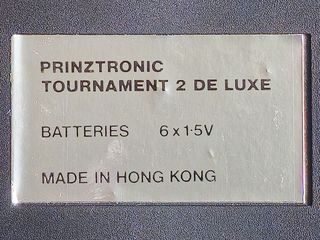 PRINZTRONIC
TOURNAMENT 2 DE LUXE
BATTERIES 6 x 1·5V
MADE IN HONG KONG